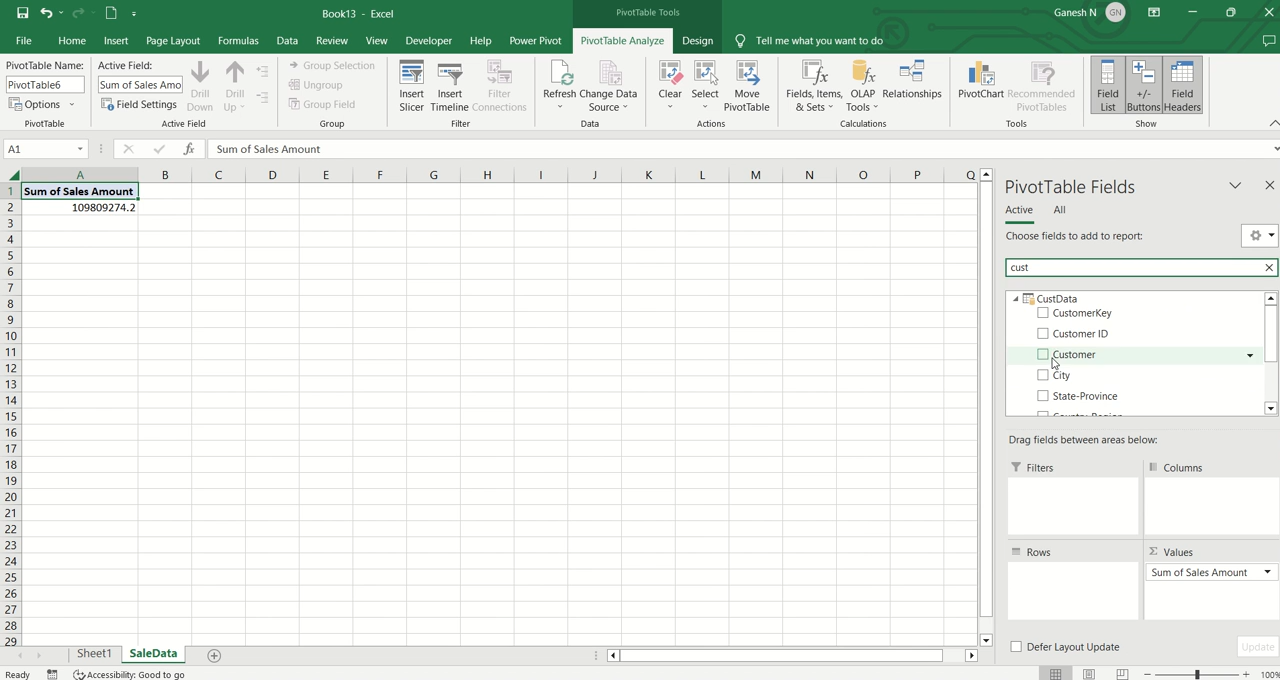 Book13 - Excel
PivotTable Tools
Ganesh N
GN
File
Home
Insert
Page Layout
Formulas
Data
Review
View
Developer
Help
Power Pivot
PivotTable Analyze
Design
Tell me what you want to do
PivotTable Name:
PivotTable6
Options
PivotTable
Active Field:
Sum of Sales Amo
Field Settings
Drill
Down
Drill
Up
Active Field
Group Selection
Ungroup
Group Field
Group
Insert
Slicer
Insert
Timeline
Filter
Connections
Filter
Refresh
Change Data
Source
Data
Clear
Select
Move
PivotTable
Actions
Fields, Items,
& Sets
OLAP
Tools
Relationships
Calculations
PivotChart
Recommended
PivotTables
Tools
Field
List
+/-
Buttons
Field
Headers
Show
A1
fx
Sum of Sales Amount
A B C D E F G H I J K L M N O P Q
1 Sum of Sales Amount
2 109809274.2
3
4
5
6
7
8
9
10
11
12
13
14
15
16
17
18
19
20
21
22
23
24
25
26
27
28
29
PivotTable Fields
Active
All
Choose fields to add to report:
cust
CustData
CustomerKey
Customer ID
Customer
City
State-Province
Country-Region
Drag fields between areas below:
Filters
Columns
Rows
Σ Values
Sum of Sales Amount
Defer Layout Update
Update
Sheet1
SaleData
Ready
Accessibility: Good to go
100%